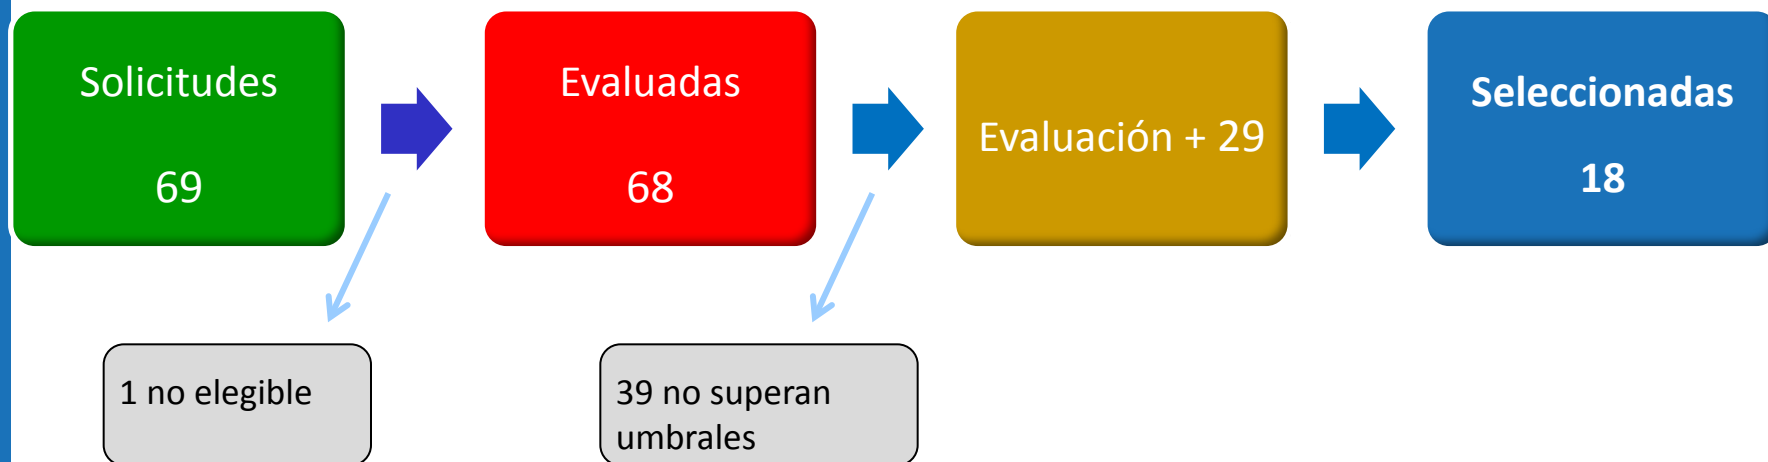 Solicitudes
69
Evaluadas
68
Evaluación + 29
Seleccionadas
18
1 no elegible
39 no superan
umbrales